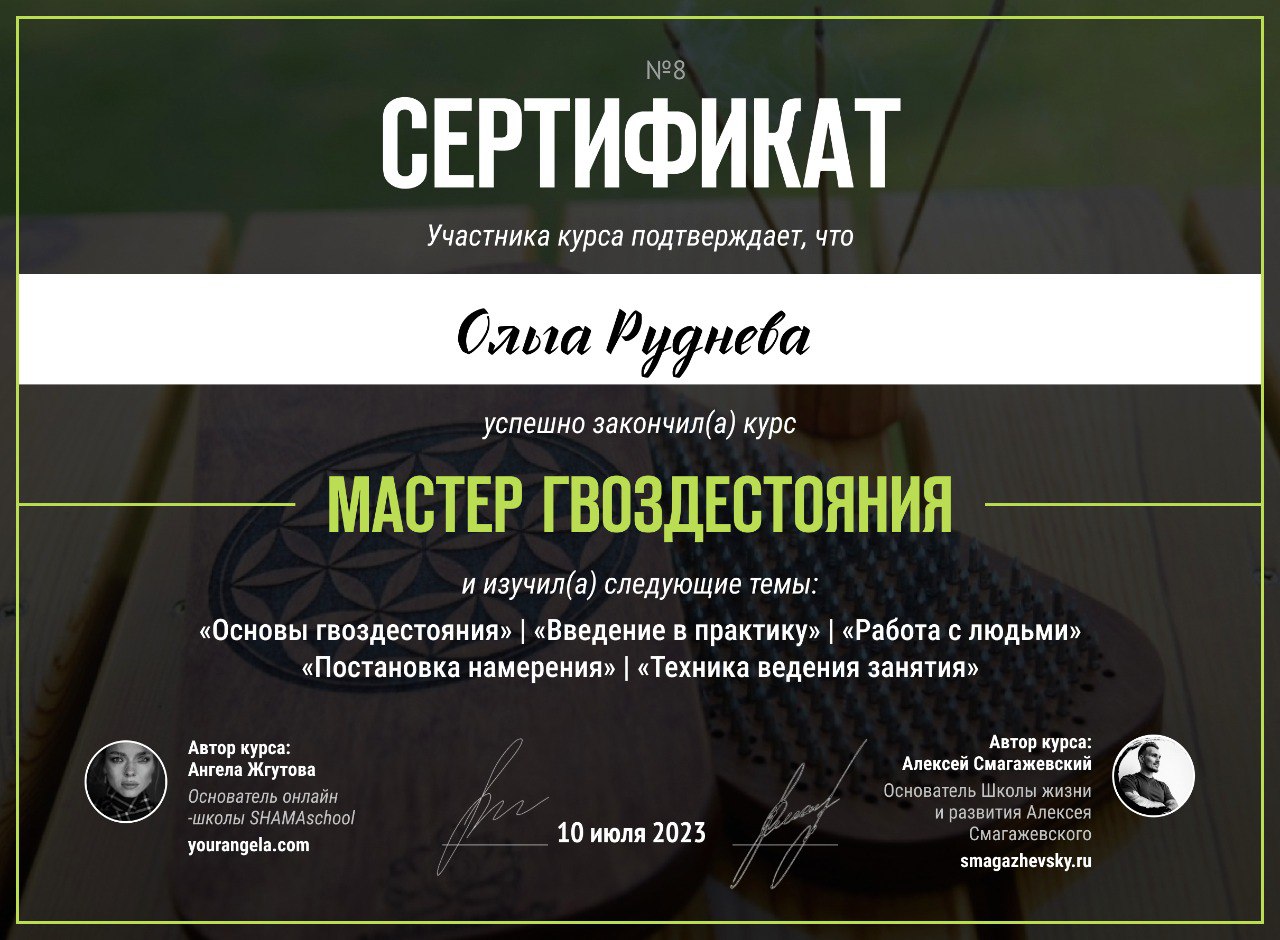 №8
СЕРТИФИКАТ
Участника курса подтверждает, что
Ольга Руднева
успешно закончил(а) курс
МАСТЕР ГВОЗДЕСТОЯНИЯ
и изучил(а) следующие темы:
«Основы гвоздестояния» | «Введение в практику» | «Работа с людьми»
«Постановка намерения» | «Техника ведения занятия»
Автор курса:
Ангела Жгутова
Основатель онлайн
-школы SHAMAschool
yourangela.com
10 июля 2023
Автор курса:
Алексей Смагажевский
Основатель Школы жизни
и развития Алексея
Смагажевского
smagazhevsky.ru